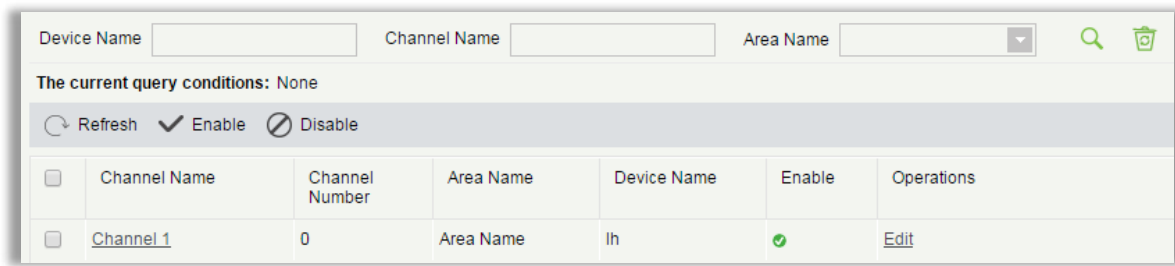 Device Name Channel Name Area Name
The current query conditions: None
Refresh Enable Disable
Channel Name Channel Number Area Name Device Name Enable Operations
Channel 1 0 Area Name lh Edit